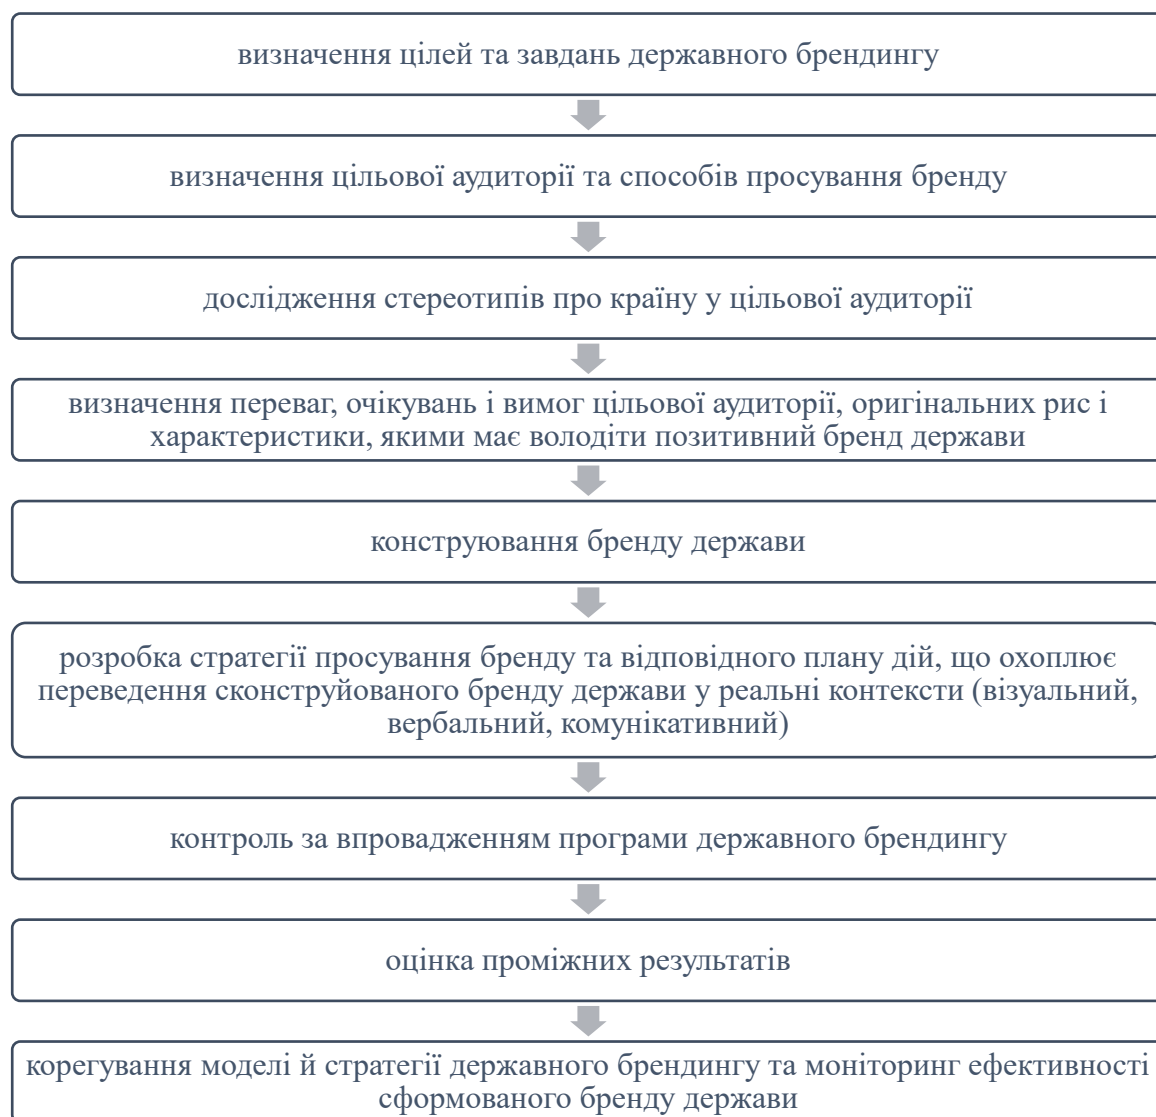 визначення цілей та завдань державного брендингу
визначення цільової аудиторії та способів просування бренду
дослідження стереотипів про країну у цільової аудиторії
визначення переваг, очікувань і вимог цільової аудиторії, оригінальних рис і
характеристики, якими має володіти позитивний бренд держави
конструювання бренду держави
розробка стратегії просування бренду та відповідного плану дій, що охоплює
переведення сконструйованого бренду держави у реальні контексти (візуальний,
вербальний, комунікативний)
контроль за впровадженням програми державного брендингу
оцінка проміжних результатів
корегування моделі й стратегії державного брендингу та моніторинг ефективності
сформованого бренду держави